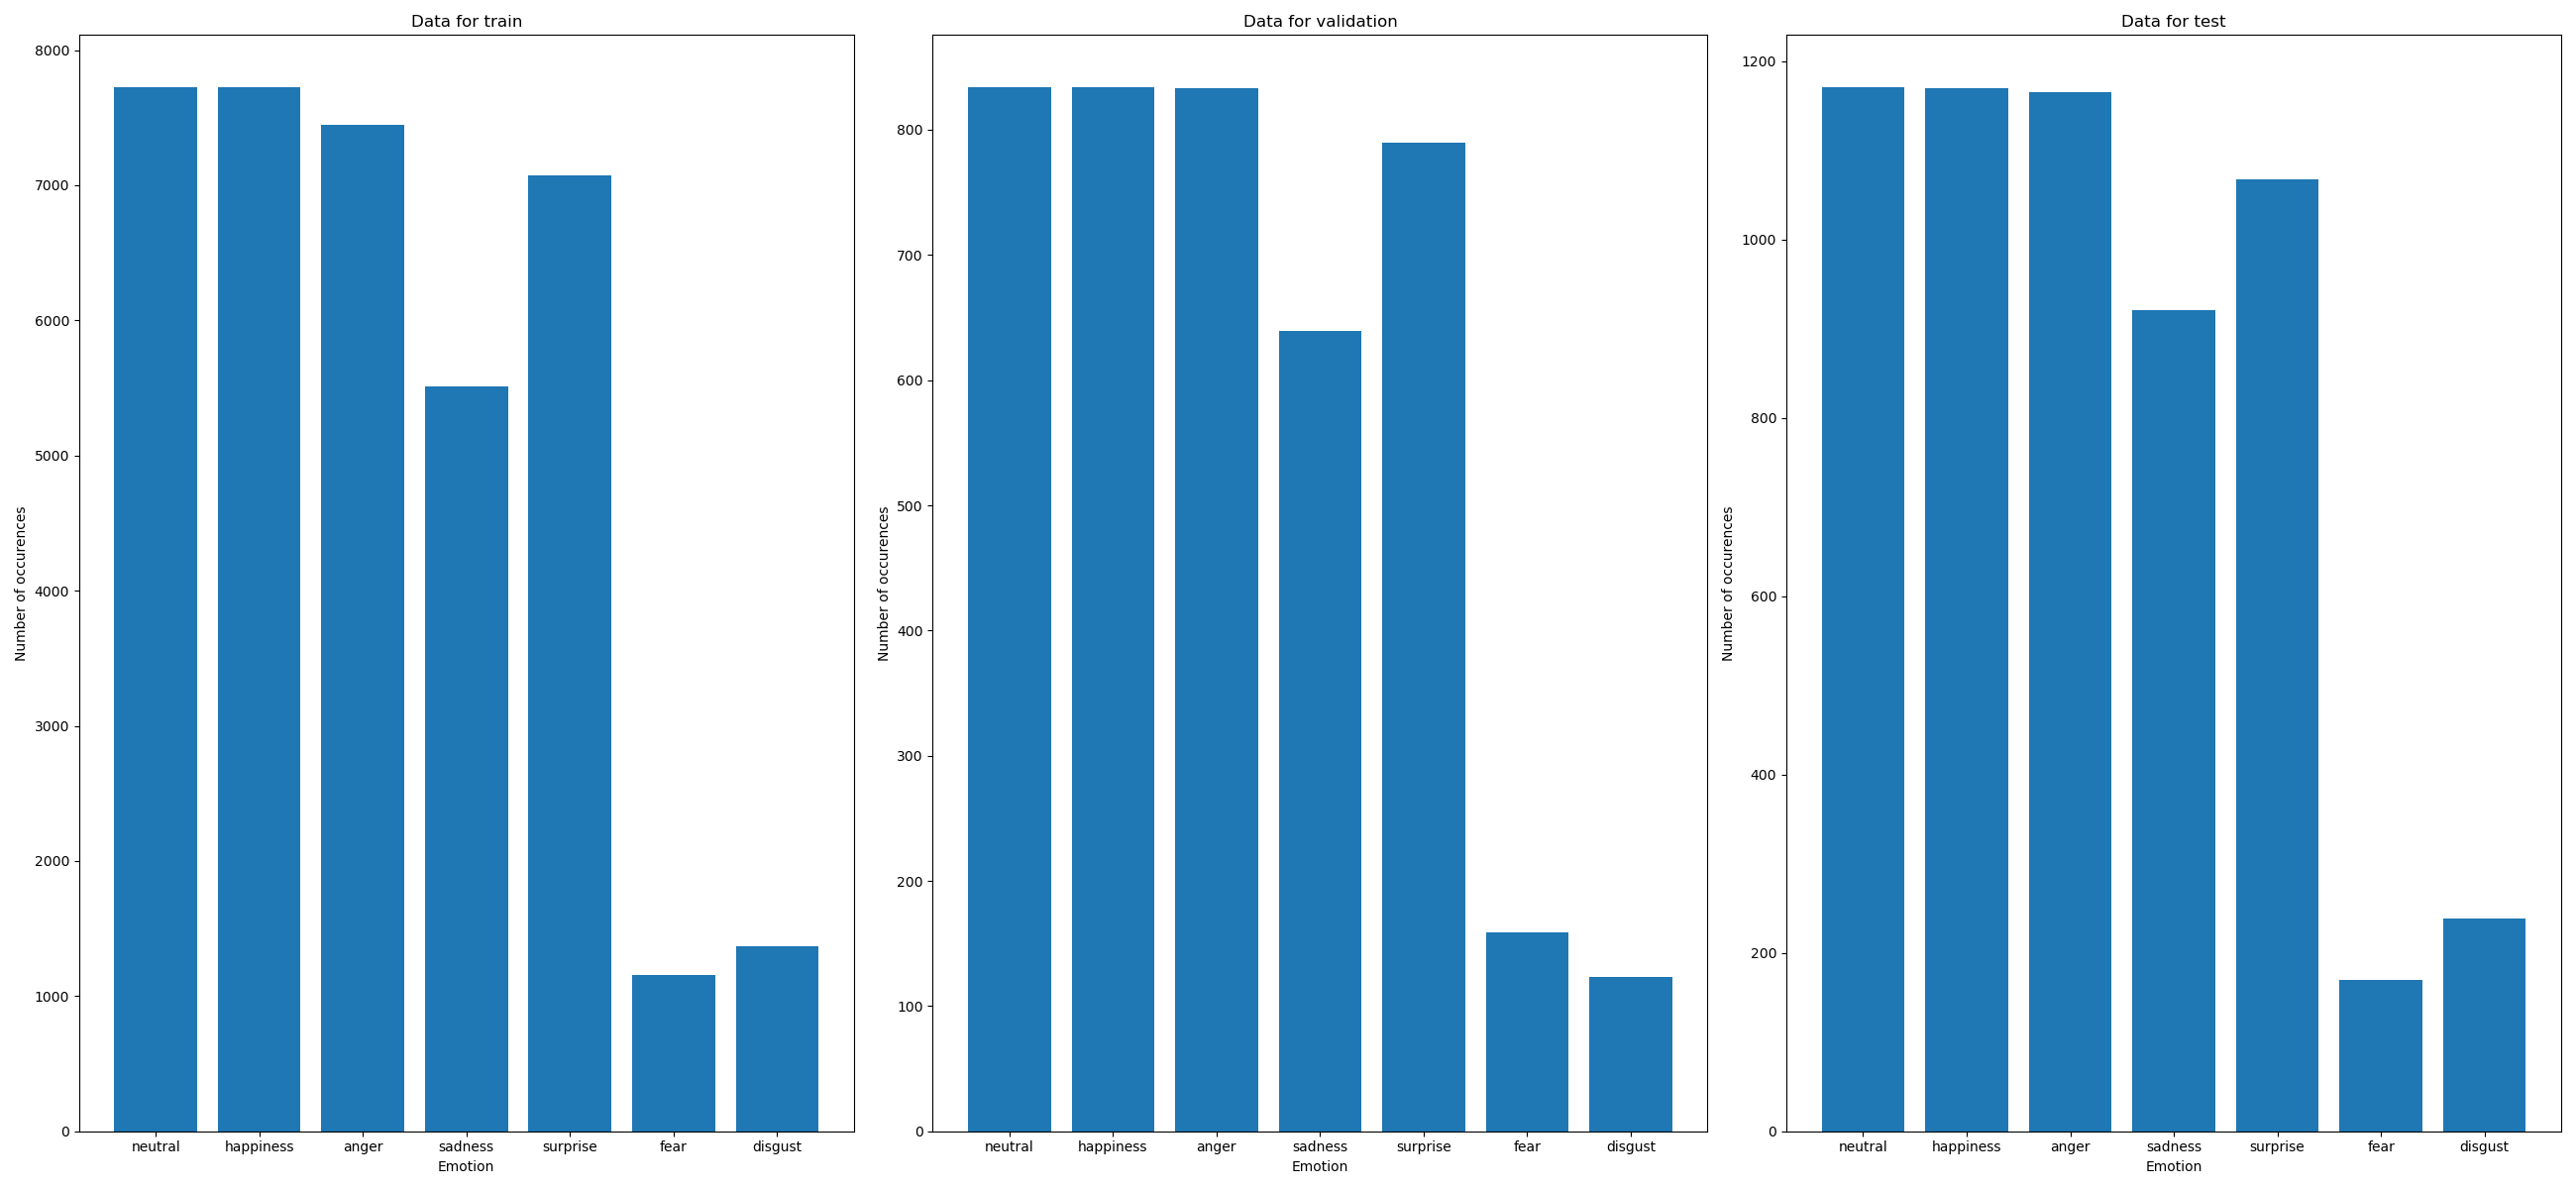 Data for train
8000
7000
6000
5000
4000
3000
2000
1000
0
Number of occurences
neutral happiness anger sadness surprise fear disgust
Emotion
Data for validation
800
700
600
500
400
300
200
100
0
Number of occurences
neutral happiness anger sadness surprise fear disgust
Emotion
Data for test
1200
1000
800
600
400
200
0
Number of occurences
neutral happiness anger sadness surprise fear disgust
Emotion